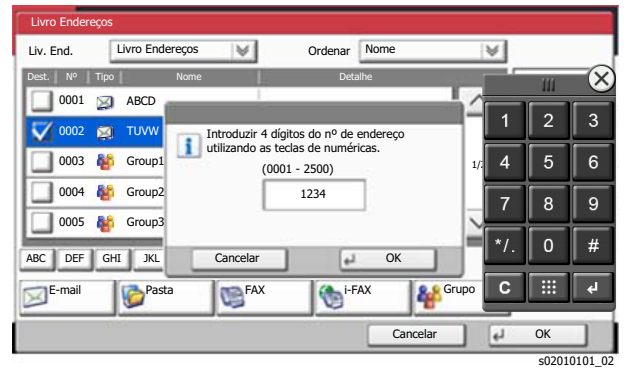 Livro Endereços
Liv. End. Livro Endereços Ordenar Nome
Dest. Nº Tipo Nome Detalhe
0001 ABCD
0002 TUVW
0003 Group1
0004 Group2
0005 Group3
Introduzir 4 dígitos do nº de endereço
utilizando as teclas de numéricas.
(0001 - 2500)
1234
Cancelar OK
ABC DEF GHI JKL
E-mail Pasta FAX i-FAX Grupo
Cancelar OK
1 2 3
4 5 6
7 8 9
*/. 0 #
C
s02010101_02